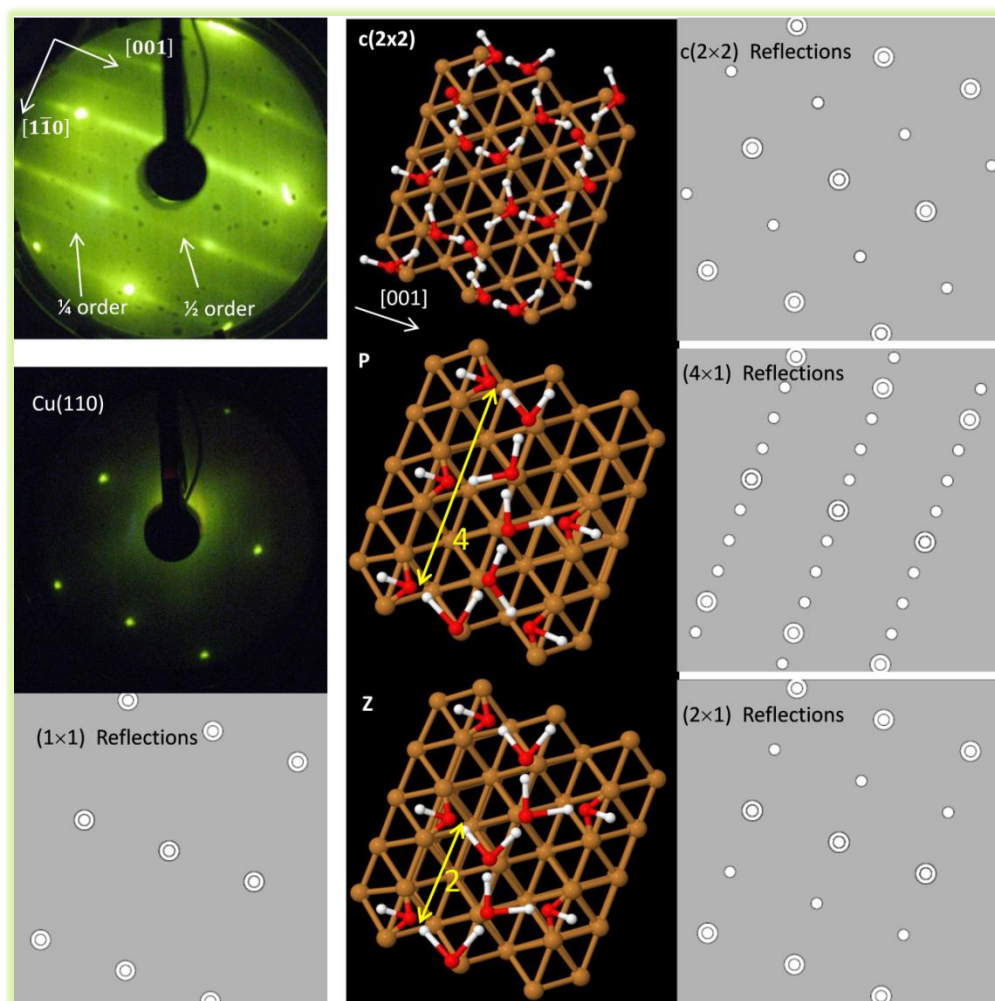 [001]
[11̄0]
¼ order
½ order
Cu(110)
(1×1) Reflections
c(2x2)
[001]
P
4
Z
2
c(2×2) Reflections
(4×1) Reflections
(2×1) Reflections